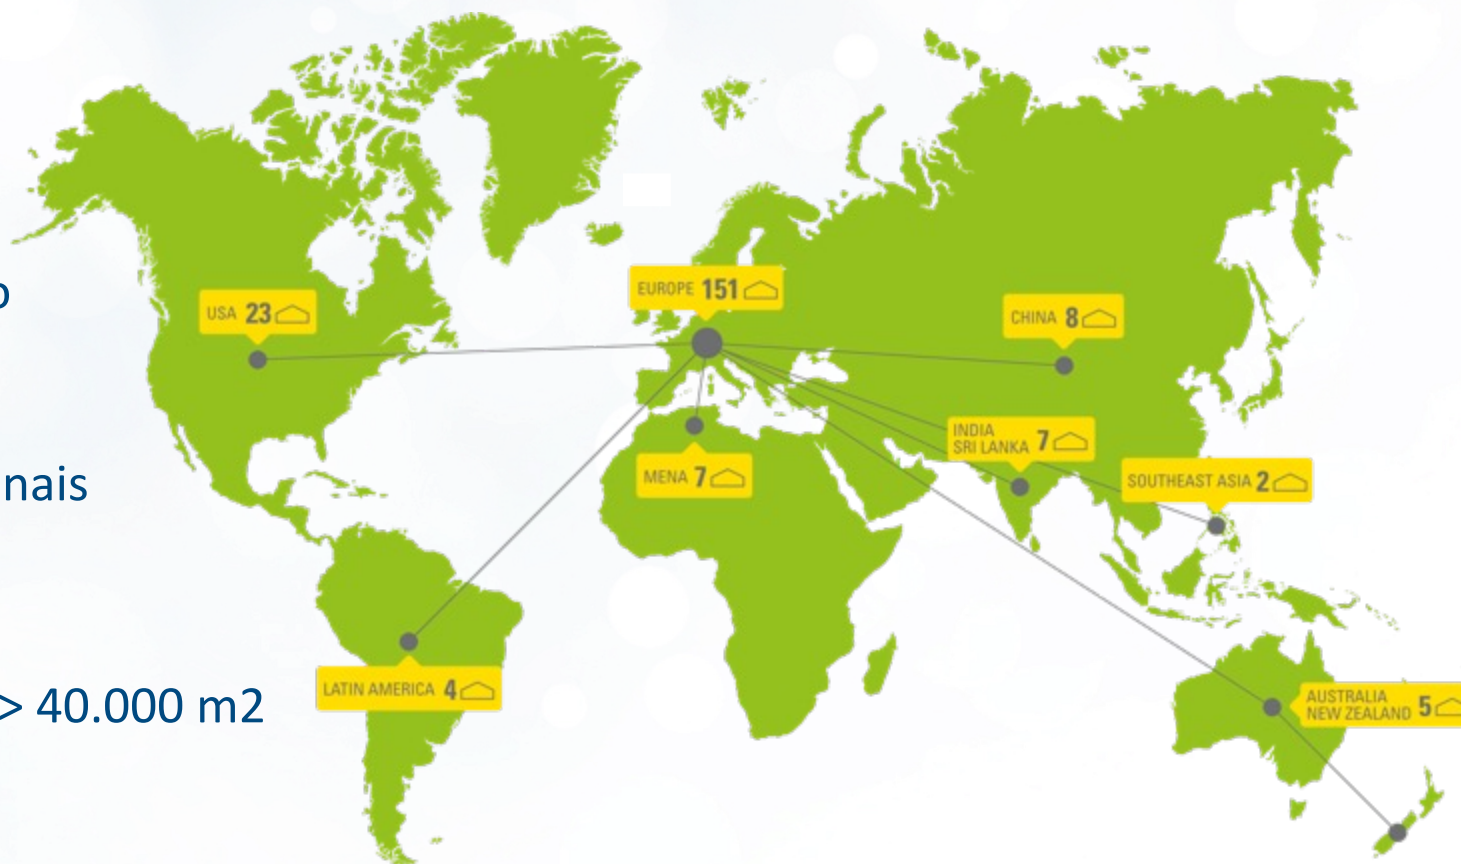 EUROPE 151
USA 23
CHINA 8
INDIA
SRI LANKA 7
MENA 7
SOUTHEAST ASIA 2
nais
LATIN AMERICA 4
> 40.000 m2
AUSTRALIA
NEW ZEALAND 5